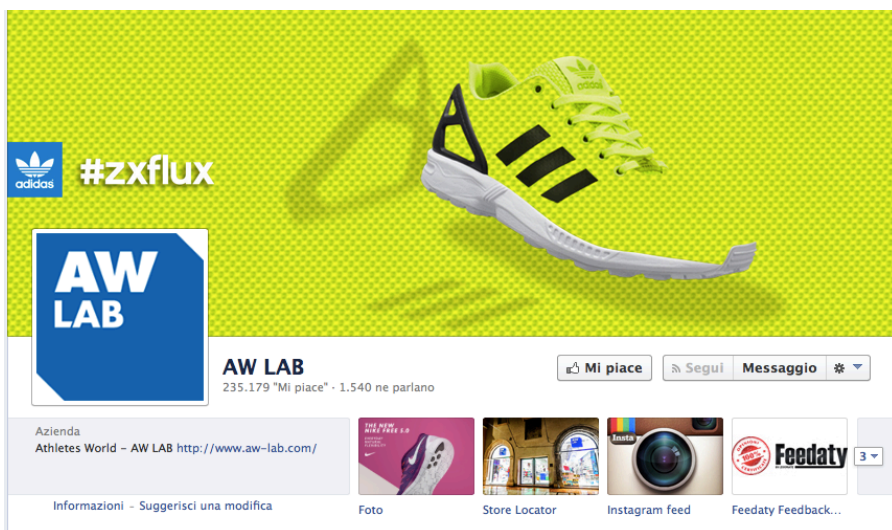 adidas
#zxflux
adidas
AW
LAB
AW LAB
235.179 "Mi piace" · 1.540 ne parlano
Mi piace
Segui
Messaggio
Azienda
Athletes World – AW LAB http://www.aw-lab.com/
Informazioni – Suggerisci una modifica
THE NEW
NIKE FREE 5.0
Foto
Store Locator
Insta
Instagram feed
100%
Feedaty
Feedaty Feedback...
3